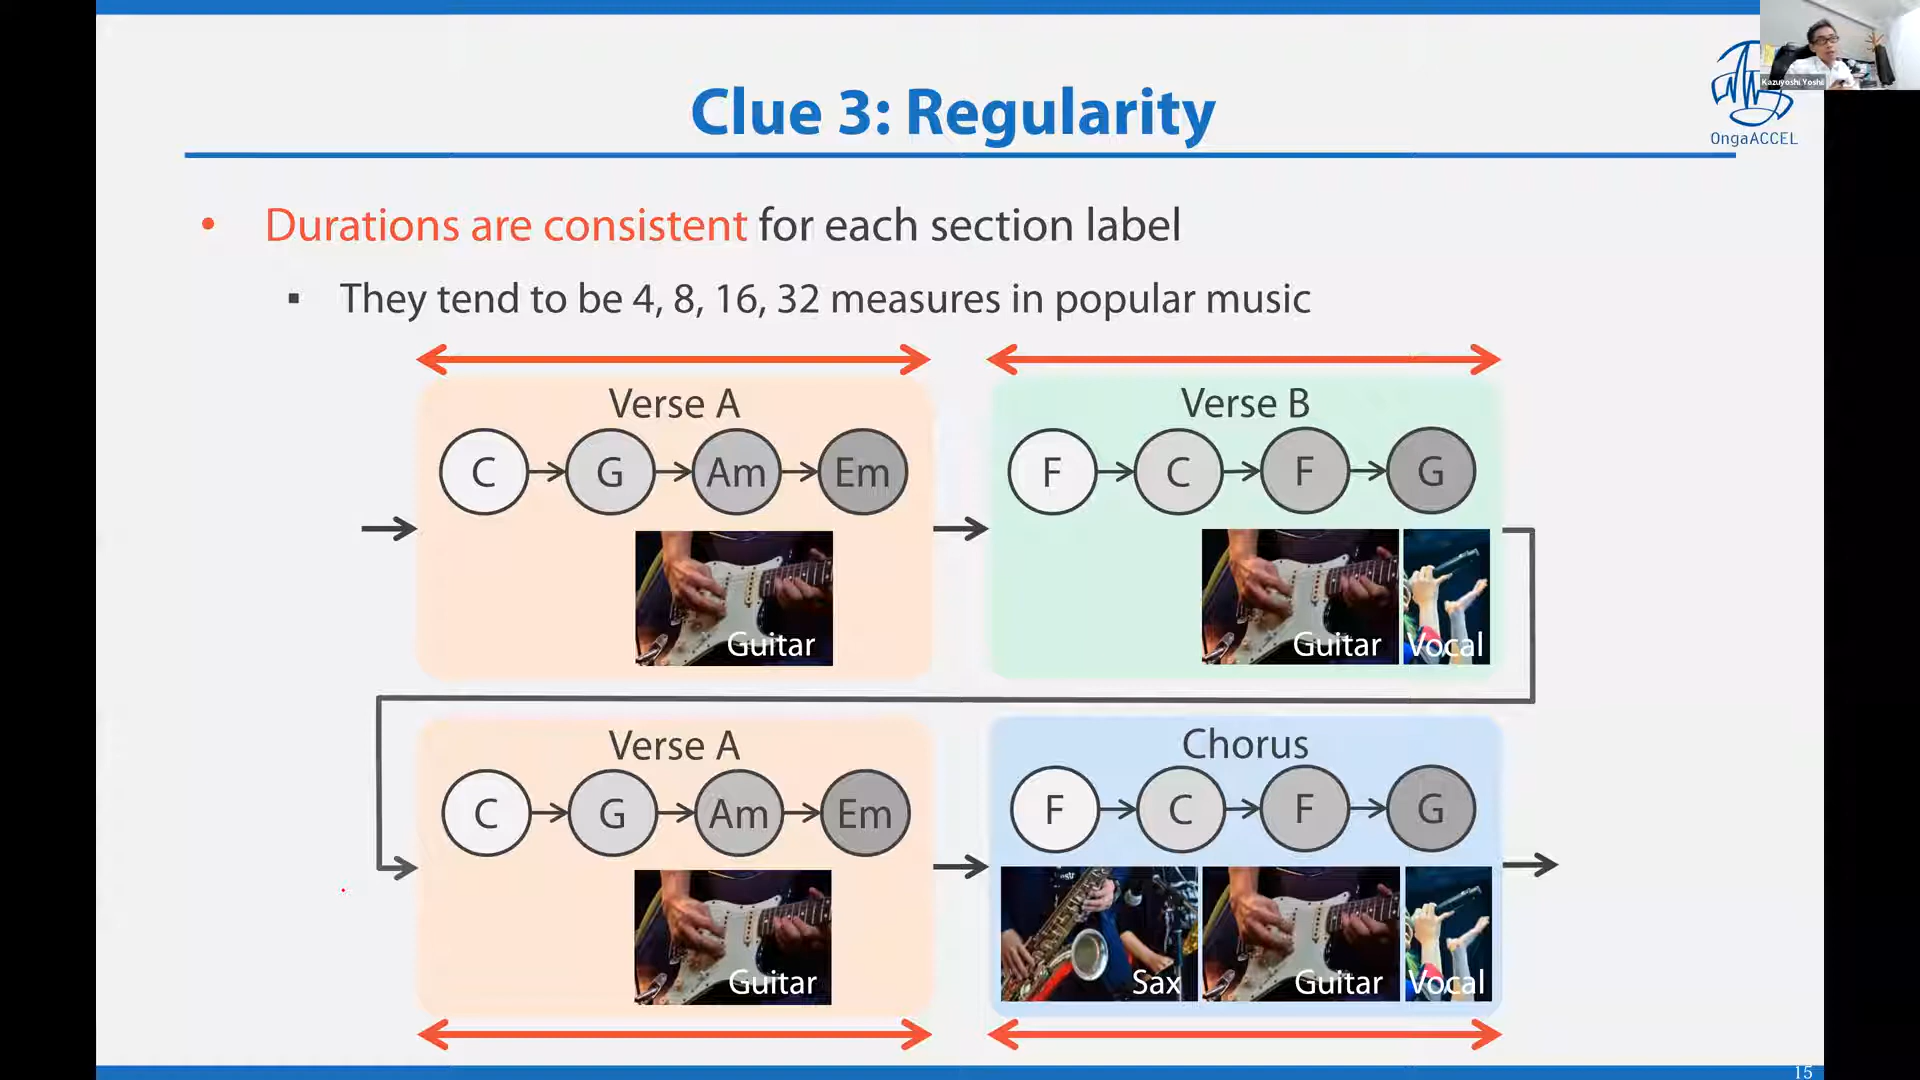 Clue 3: Regularity
Kazuyoshi Yoshii
OngaACCEL
• Durations are consistent for each section label
▪ They tend to be 4, 8, 16, 32 measures in popular music
Verse A
C G Am Em
Guitar
Verse B
F C F G
Guitar Vocal
Verse A
C G Am Em
Guitar
Chorus
F C F G
Sax Guitar Vocal
15